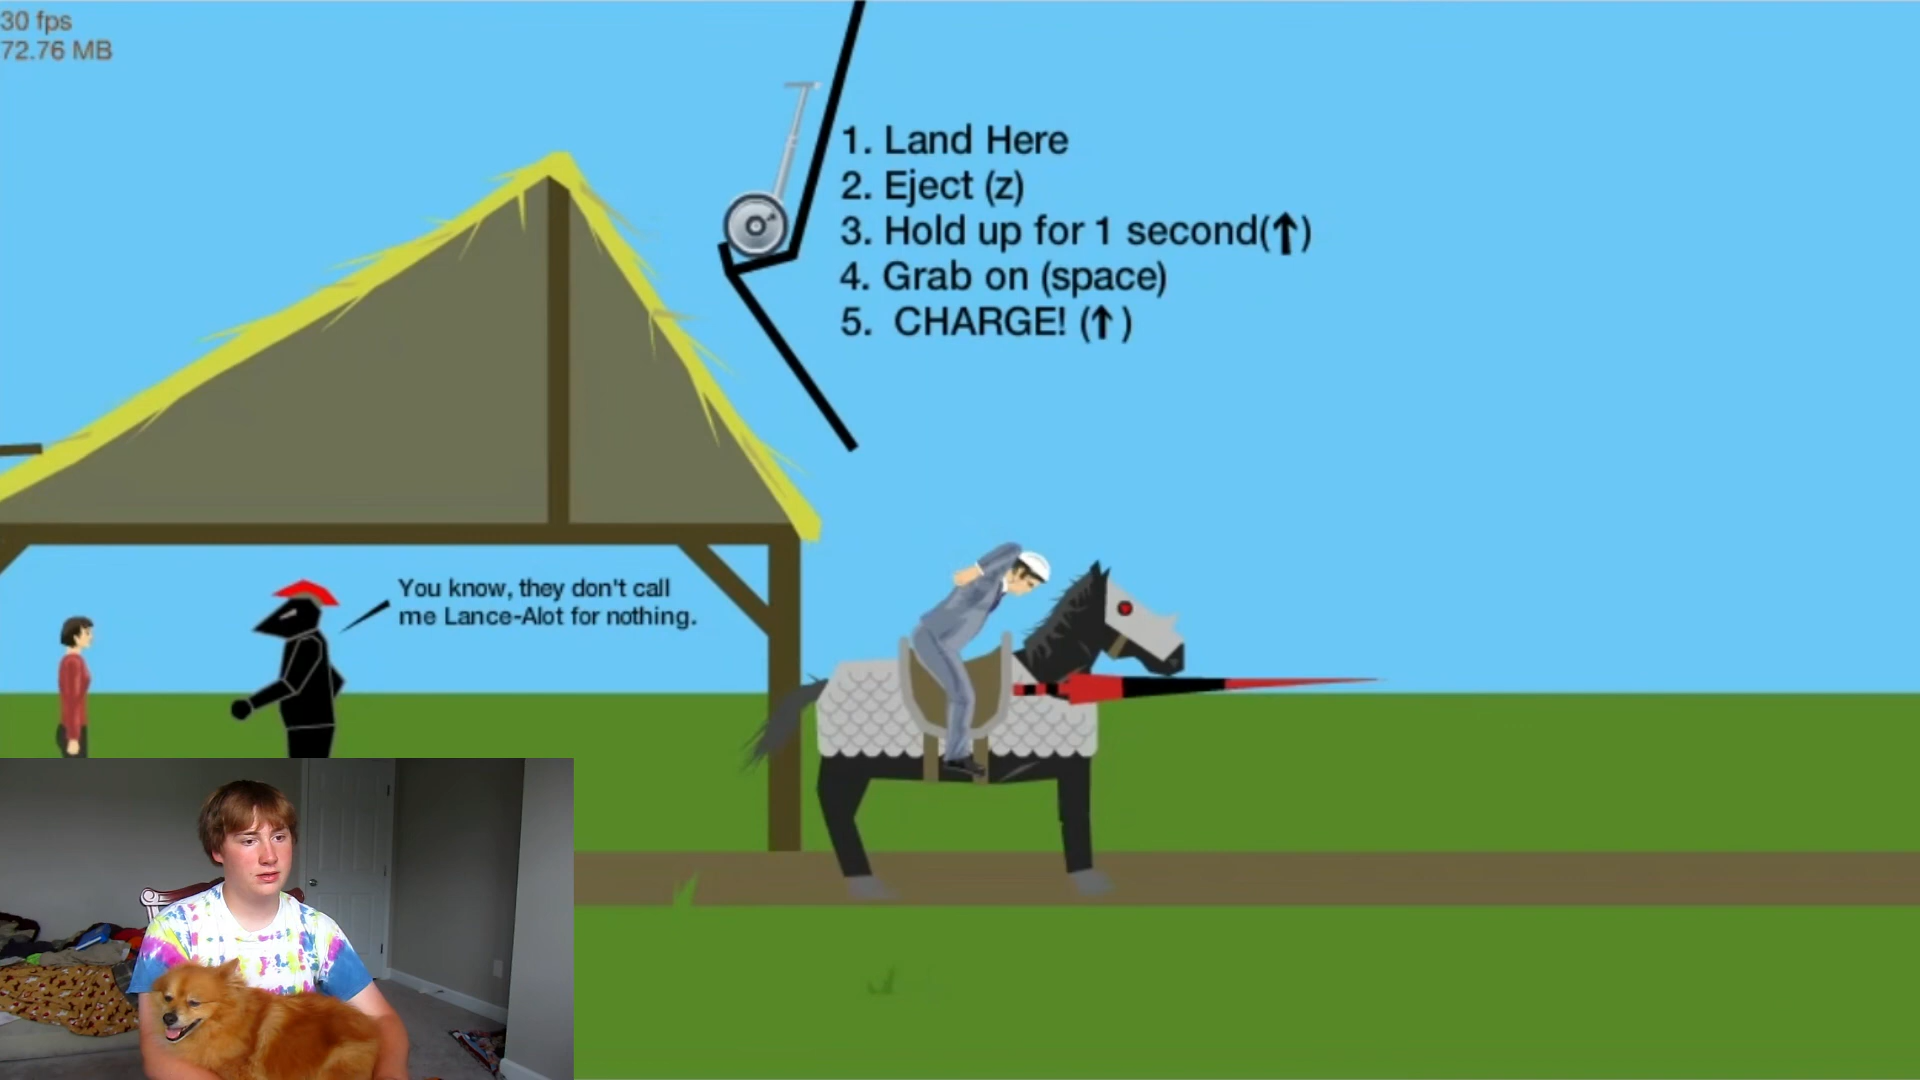 30 fps
72.76 MB
1. Land Here
2. Eject (z)
3. Hold up for 1 second(↑)
4. Grab on (space)
5. CHARGE! (↑ )
You know, they don't call
me Lance-Alot for nothing.